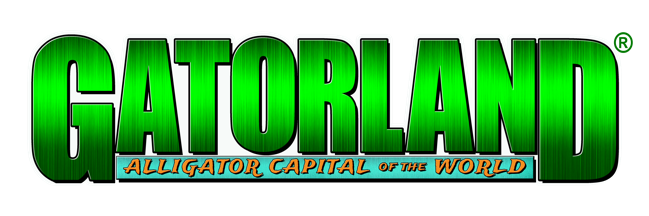 GATORLAND®
ALLIGATOR CAPITAL OF THE WORLD